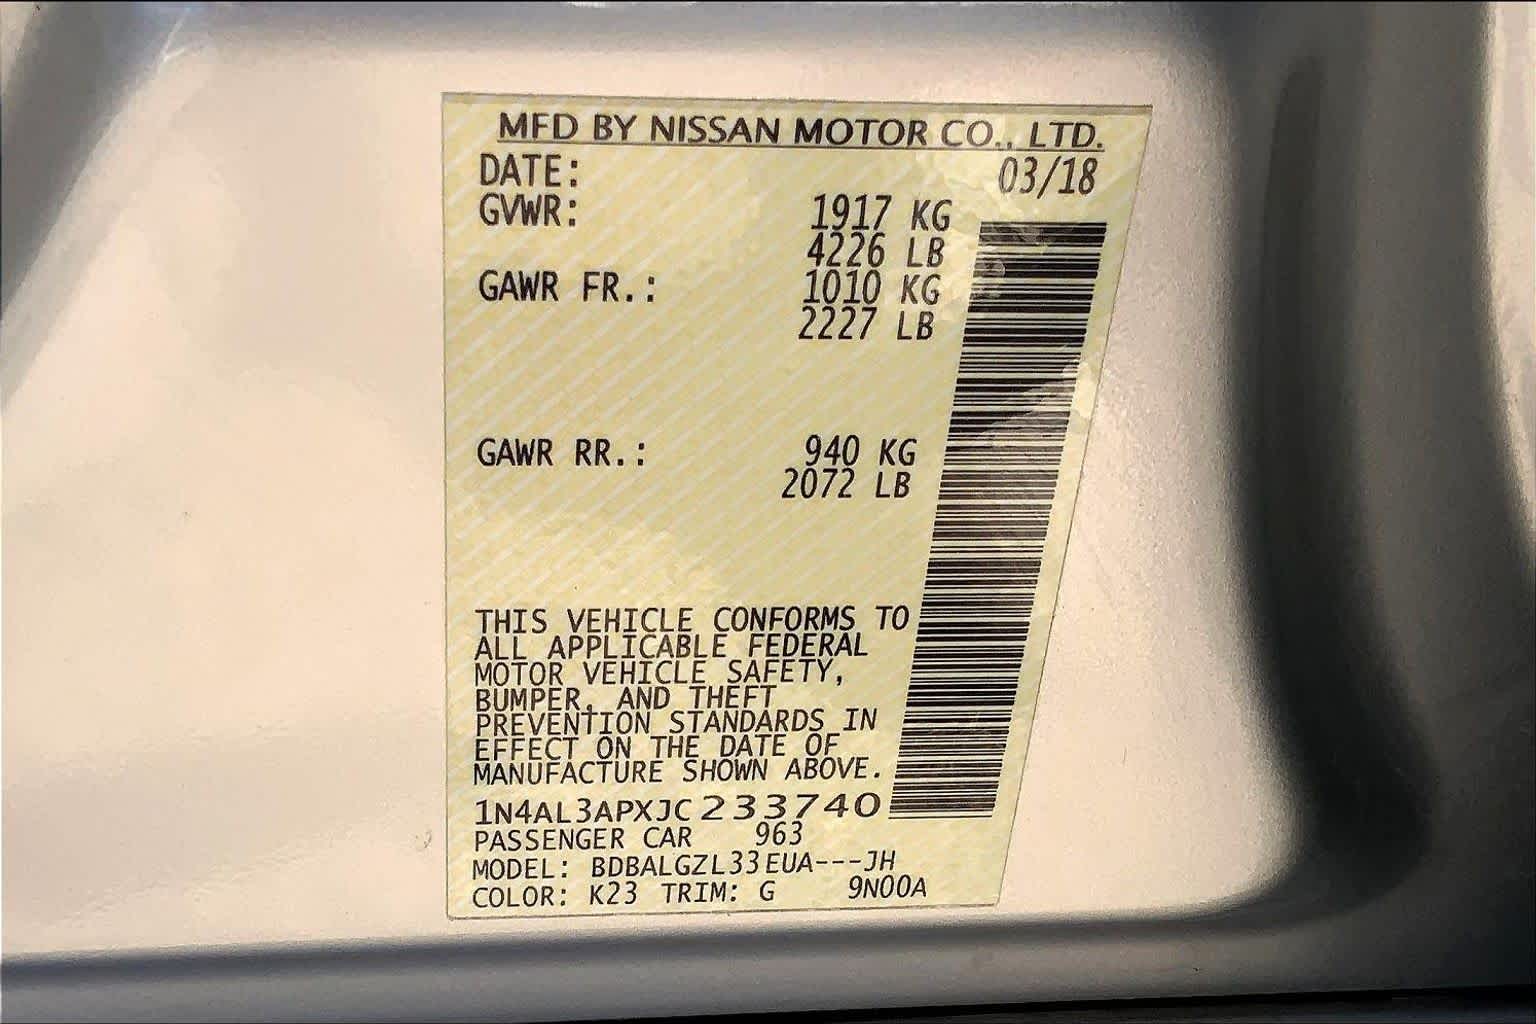 MFD BY NISSAN MOTOR CO., LTD.
DATE: 03/18
GVWR: 1917 KG
4226 LB
GAWR FR.: 1010 KG
2227 LB
GAWR RR.: 940 KG
2072 LB
THIS VEHICLE CONFORMS TO
ALL APPLICABLE FEDERAL
MOTOR VEHICLE SAFETY,
BUMPER, AND THEFT
PREVENTION STANDARDS IN
EFFECT ON THE DATE OF
MANUFACTURE SHOWN ABOVE.
1N4AL3APXJC233740
PASSENGER CAR 963
MODEL: BDBALGZL33EUA---JH
COLOR: K23 TRIM: G 9N00A